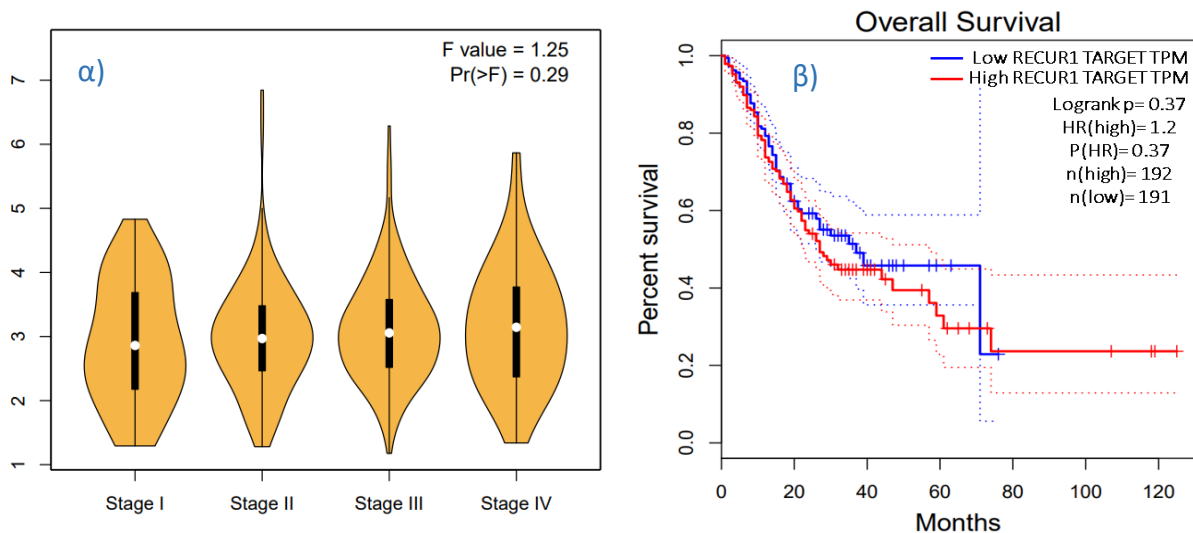 α)
F value = 1.25
Pr(>F) = 0.29
7
6
5
4
3
2
1
Stage I
Stage II
Stage III
Stage IV
Overall Survival
β)
Low RECUR1 TARGET TPM
High RECUR1 TARGET TPM
Logrank p= 0.37
HR(high)= 1.2
P(HR)= 0.37
n(high)= 192
n(low)= 191
Percent survival
1.0
0.8
0.6
0.4
0.2
0.0
0
20
40
60
80
100
120
Months